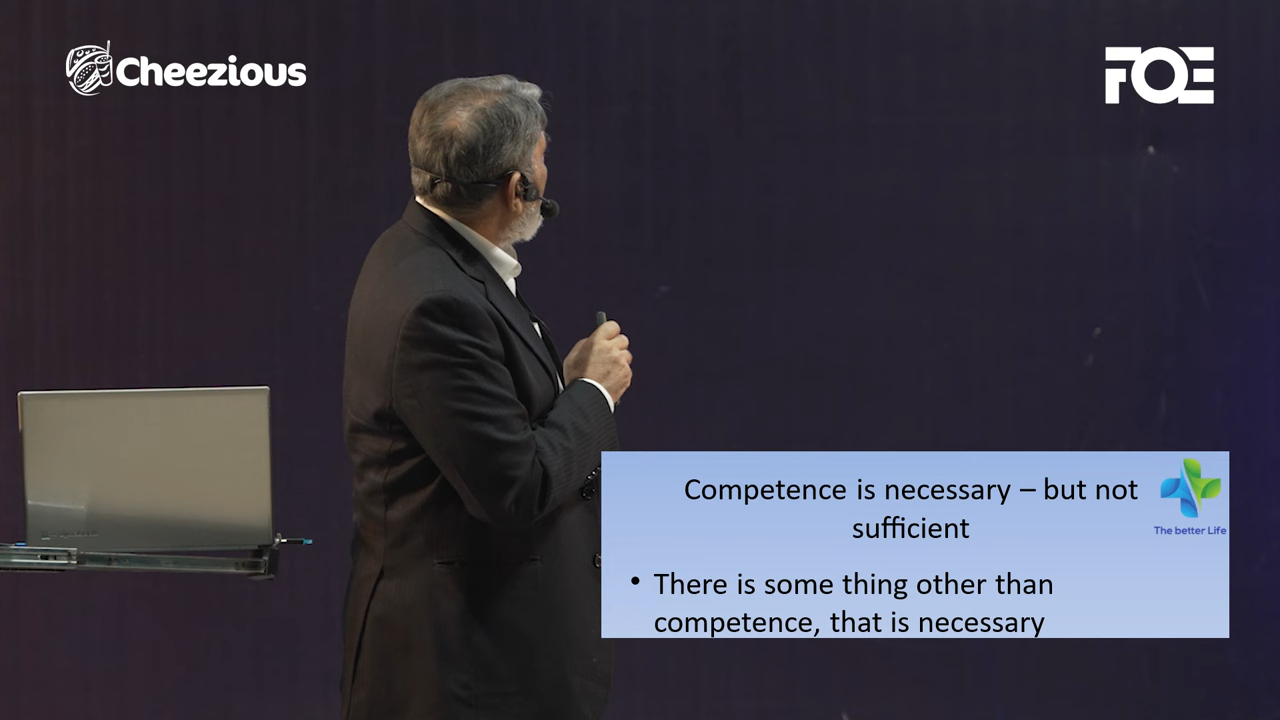 Cheezious
FOE
Competence is necessary – but not
sufficient
The better Life
• There is some thing other than
competence, that is necessary